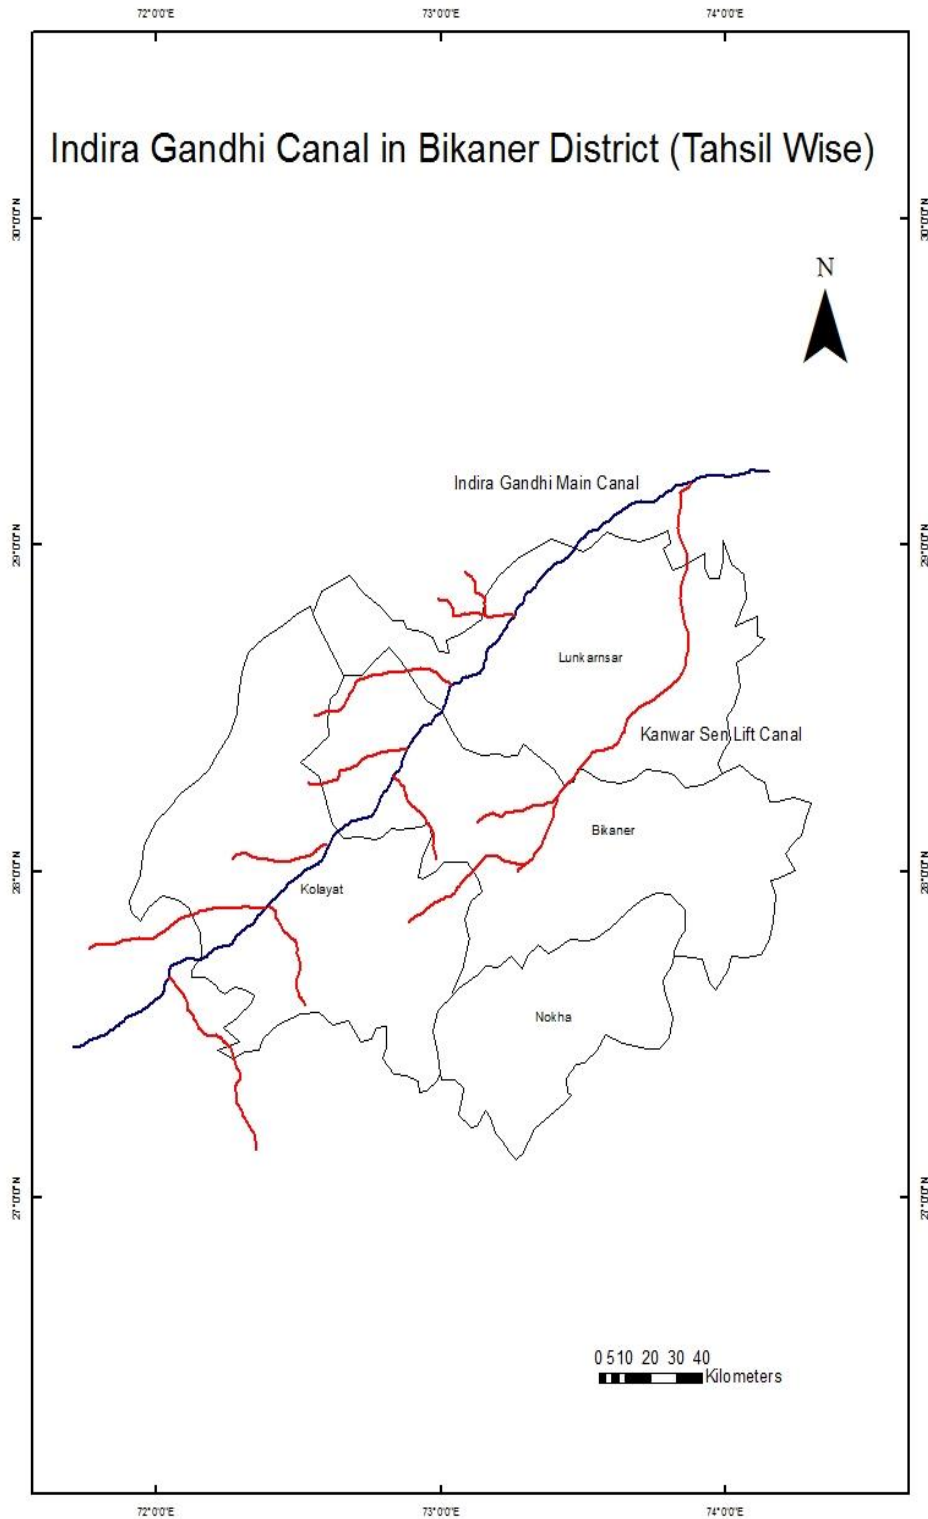 72°0'0"E 73°0'0"E 74°0'0"E
Indira Gandhi Canal in Bikaner District (Tahsil Wise)
30°0'0"N 30°0'0"N
N
Indira Gandhi Main Canal
29°0'0"N 29°0'0"N
Lunkarnsar
Kanwar Sen Lift Canal
Bikaner
28°0'0"N 28°0'0"N
Kolayat
Nokha
27°0'0"N 27°0'0"N
0 5 10 20 30 40
Kilometers
72°0'0"E 73°0'0"E 74°0'0"E